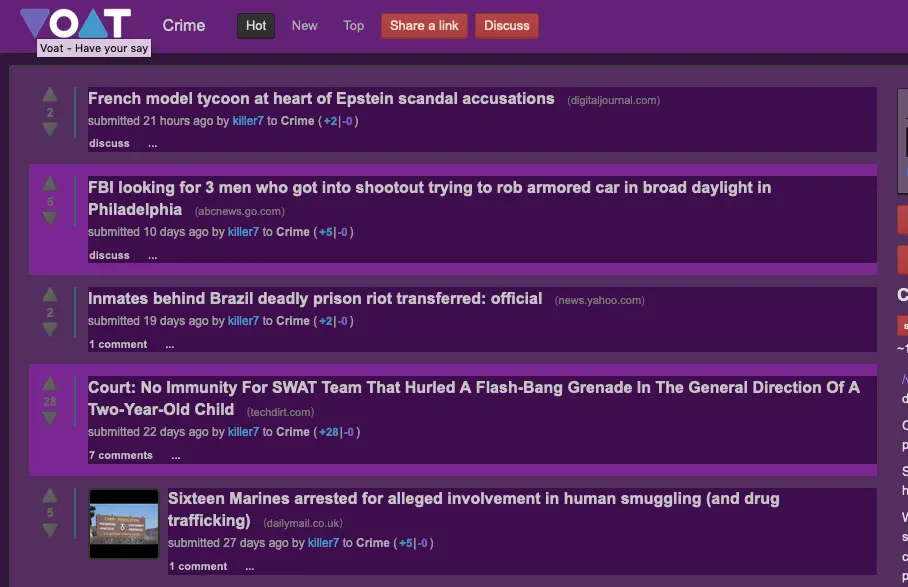 VOAT Crime Hot New Top Share a link Discuss
Voat - Have your say
French model tycoon at heart of Epstein scandal accusations (digitaljournal.com)
2
submitted 21 hours ago by killer7 to Crime (+2|-0)
discuss ...
FBI looking for 3 men who got into shootout trying to rob armored car in broad daylight in
5
Philadelphia (abcnews.go.com)
submitted 10 days ago by killer7 to Crime (+5|-0)
discuss ...
Inmates behind Brazil deadly prison riot transferred: official (news.yahoo.com)
2
submitted 19 days ago by killer7 to Crime (+2|-0)
1 comment ...
Court: No Immunity For SWAT Team That Hurled A Flash-Bang Grenade In The General Direction Of A
28
Two-Year-Old Child (techdirt.com)
submitted 22 days ago by killer7 to Crime (+28|-0)
7 comments ...
Sixteen Marines arrested for alleged involvement in human smuggling (and drug
5
trafficking) (dailymail.co.uk)
submitted 27 days ago by killer7 to Crime (+5|-0)
1 comment ...